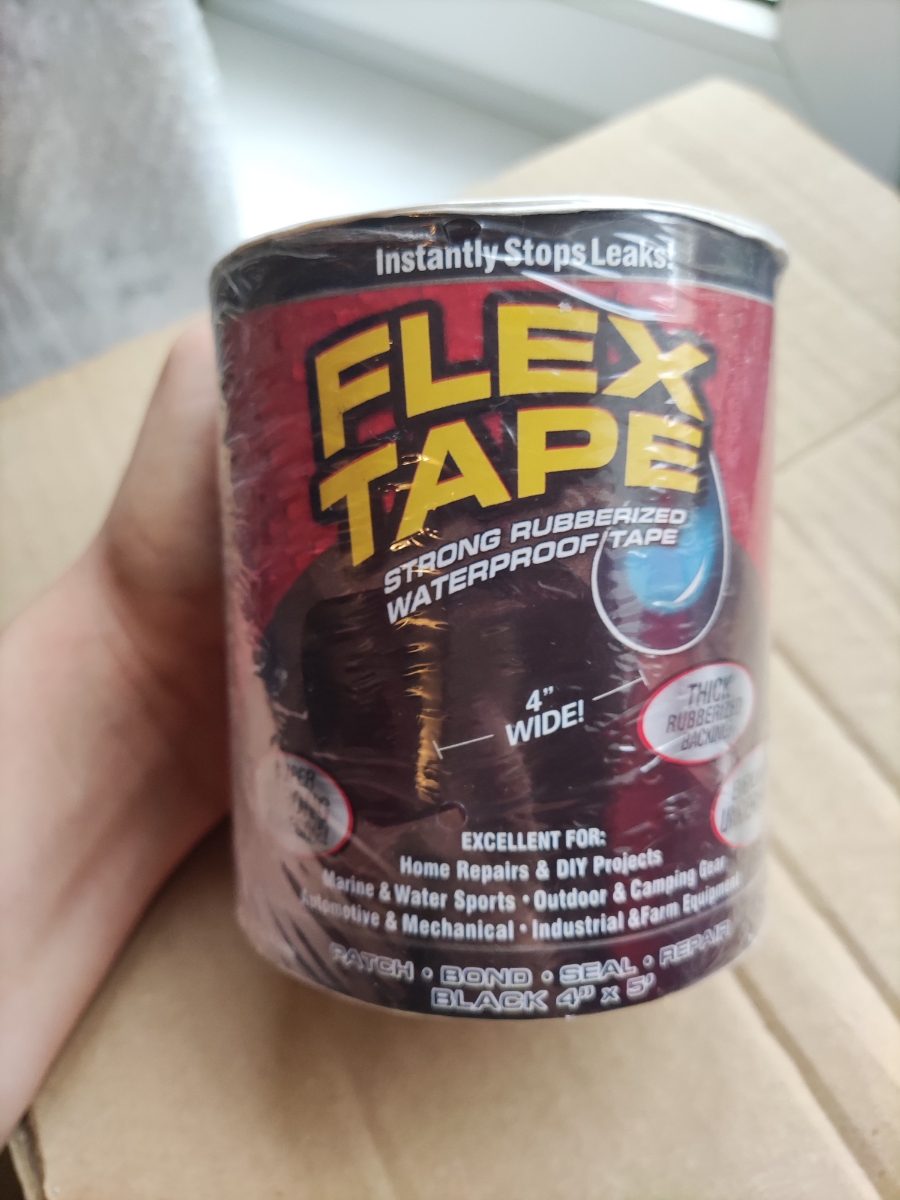 Instantly Stops Leaks!
FLEX
TAPE
STRONG RUBBERIZED
WATERPROOF TAPE
4"
WIDE!
THICK
RUBBERIZED
BACKING
EXCELLENT FOR:
Home Repairs & DIY Projects
Marine & Water Sports • Outdoor & Camping Gear
Automotive & Mechanical • Industrial &Farm Equipment
PATCH • BOND • SEAL • REPAIR
BLACK 4" x 5'